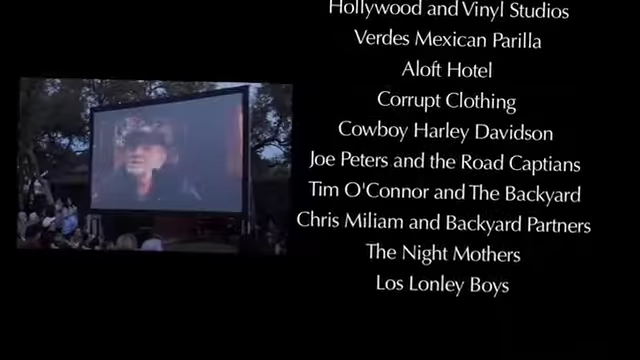 Hollywood and Vinyl Studios
Verdes Mexican Parilla
Aloft Hotel
Corrupt Clothing
Cowboy Harley Davidson
Joe Peters and the Road Captians
Tim O'Connor and The Backyard
Chris Miliam and Backyard Partners
The Night Mothers
Los Lonley Boys